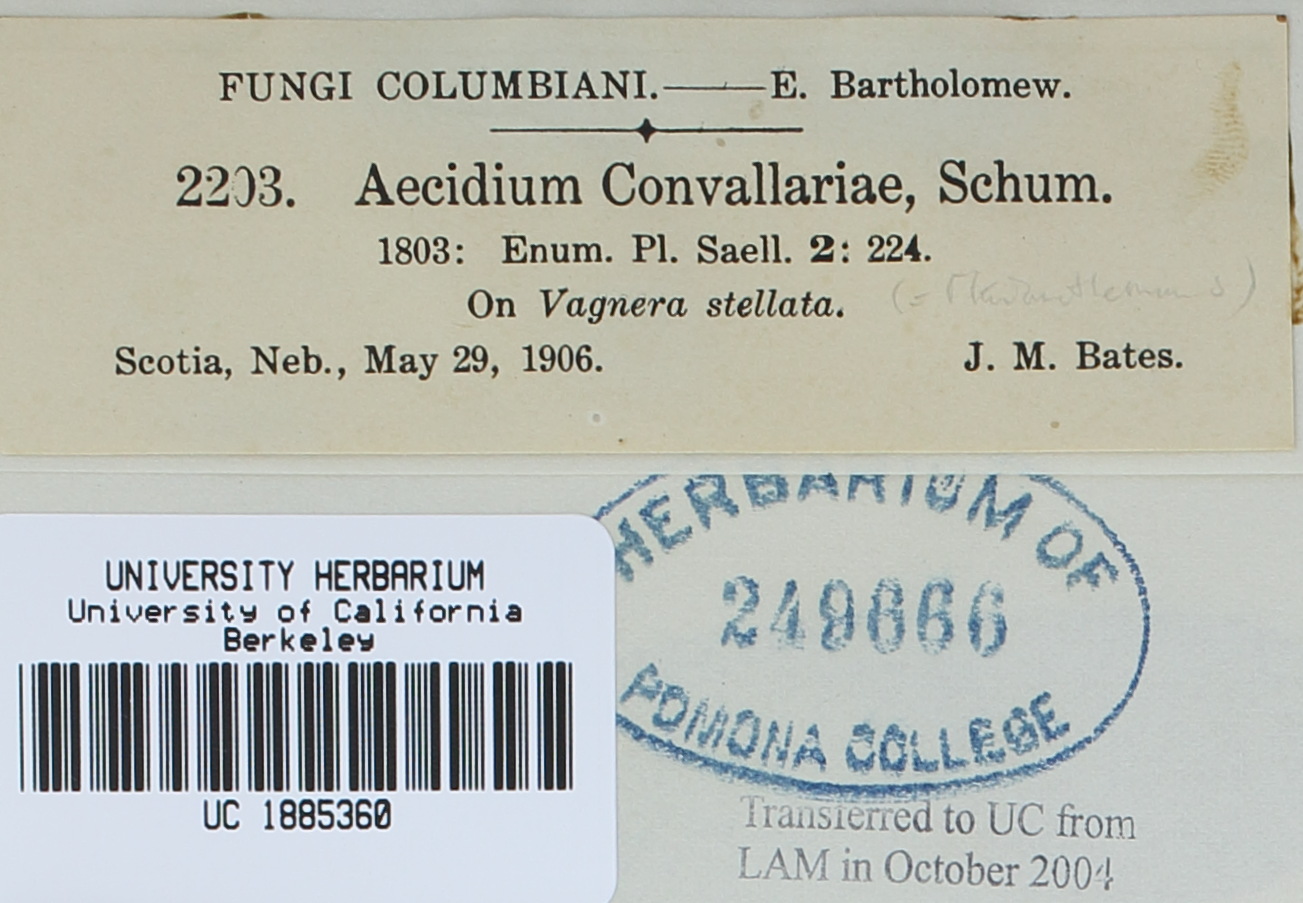 FUNGI COLUMBIANI.——E. Bartholomew.
2203. Aecidium Convallariae, Schum.
1803: Enum. Pl. Saell. 2: 224.
On Vagnera stellata.
Scotia, Neb., May 29, 1906. J. M. Bates.
HERBARIUM OF
249666
POMONA COLLEGE
UNIVERSITY HERBARIUM
University of California
Berkeley
UC 1885360
Transferred to UC from
LAM in October 2004